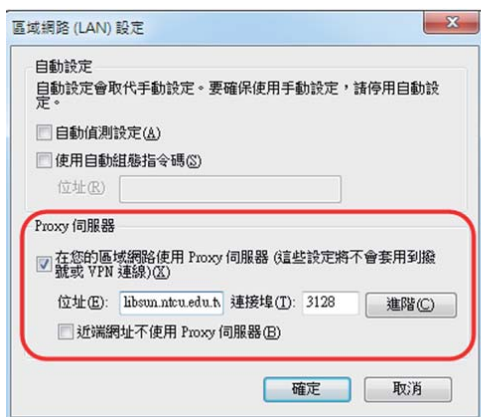 區域網路 (LAN) 設定
自動設定
自動設定會取代手動設定。要確保使用手動設定，請停用自動設
定。
自動偵測設定(A)
使用自動組態指令碼(S)
位址(R)
Proxy 伺服器
在您的區域網路使用 Proxy 伺服器 (這些設定將不會套用到撥
號或 VPN 連線)(X)
位址(E): libsun.ntcu.edu.tv 連接埠(T): 3128 進階(C)
近端網址不使用 Proxy 伺服器(B)
確定 取消